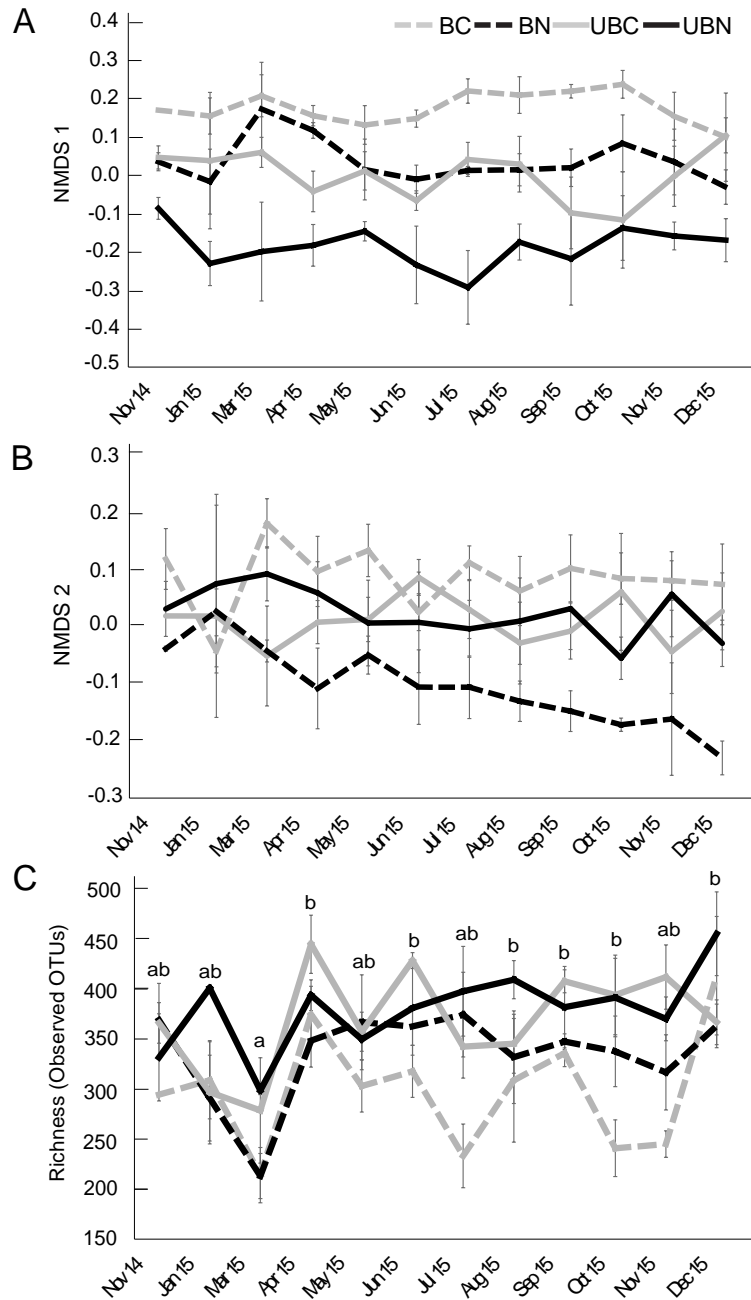 A
BC BN UBC UBN
0.4
0.3
0.2
0.1
0.0
-0.1
-0.2
-0.3
-0.4
-0.5
NMDS 1
Nov 14 Jan 15 Mar 15 Apr 15 May 15 Jun 15 Jul 15 Aug 15 Sep 15 Oct 15 Nov 15 Dec 15
B
0.3
0.2
0.1
0.0
-0.1
-0.2
-0.3
NMDS 2
Nov 14 Jan 15 Mar 15 Apr 15 May 15 Jun 15 Jul 15 Aug 15 Sep 15 Oct 15 Nov 15 Dec 15
C
500
450
400
350
300
250
200
150
Richness (Observed OTUs)
ab ab a b ab b ab b b b ab b
Nov 14 Jan 15 Mar 15 Apr 15 May 15 Jun 15 Jul 15 Aug 15 Sep 15 Oct 15 Nov 15 Dec 15